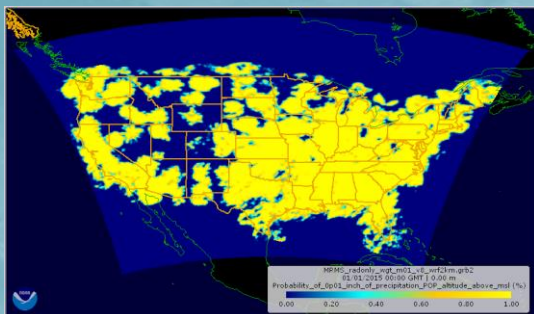 MRMS_radonly_wgt_m01_v8_wrf2km.grb2
01/01/2015 00:00 GMT | 0.00 m
Probability_of_0p01_inch_of_precipitation_POP_altitude_above_msl (%)
0.00 0.20 0.40 0.60 0.80 1.00